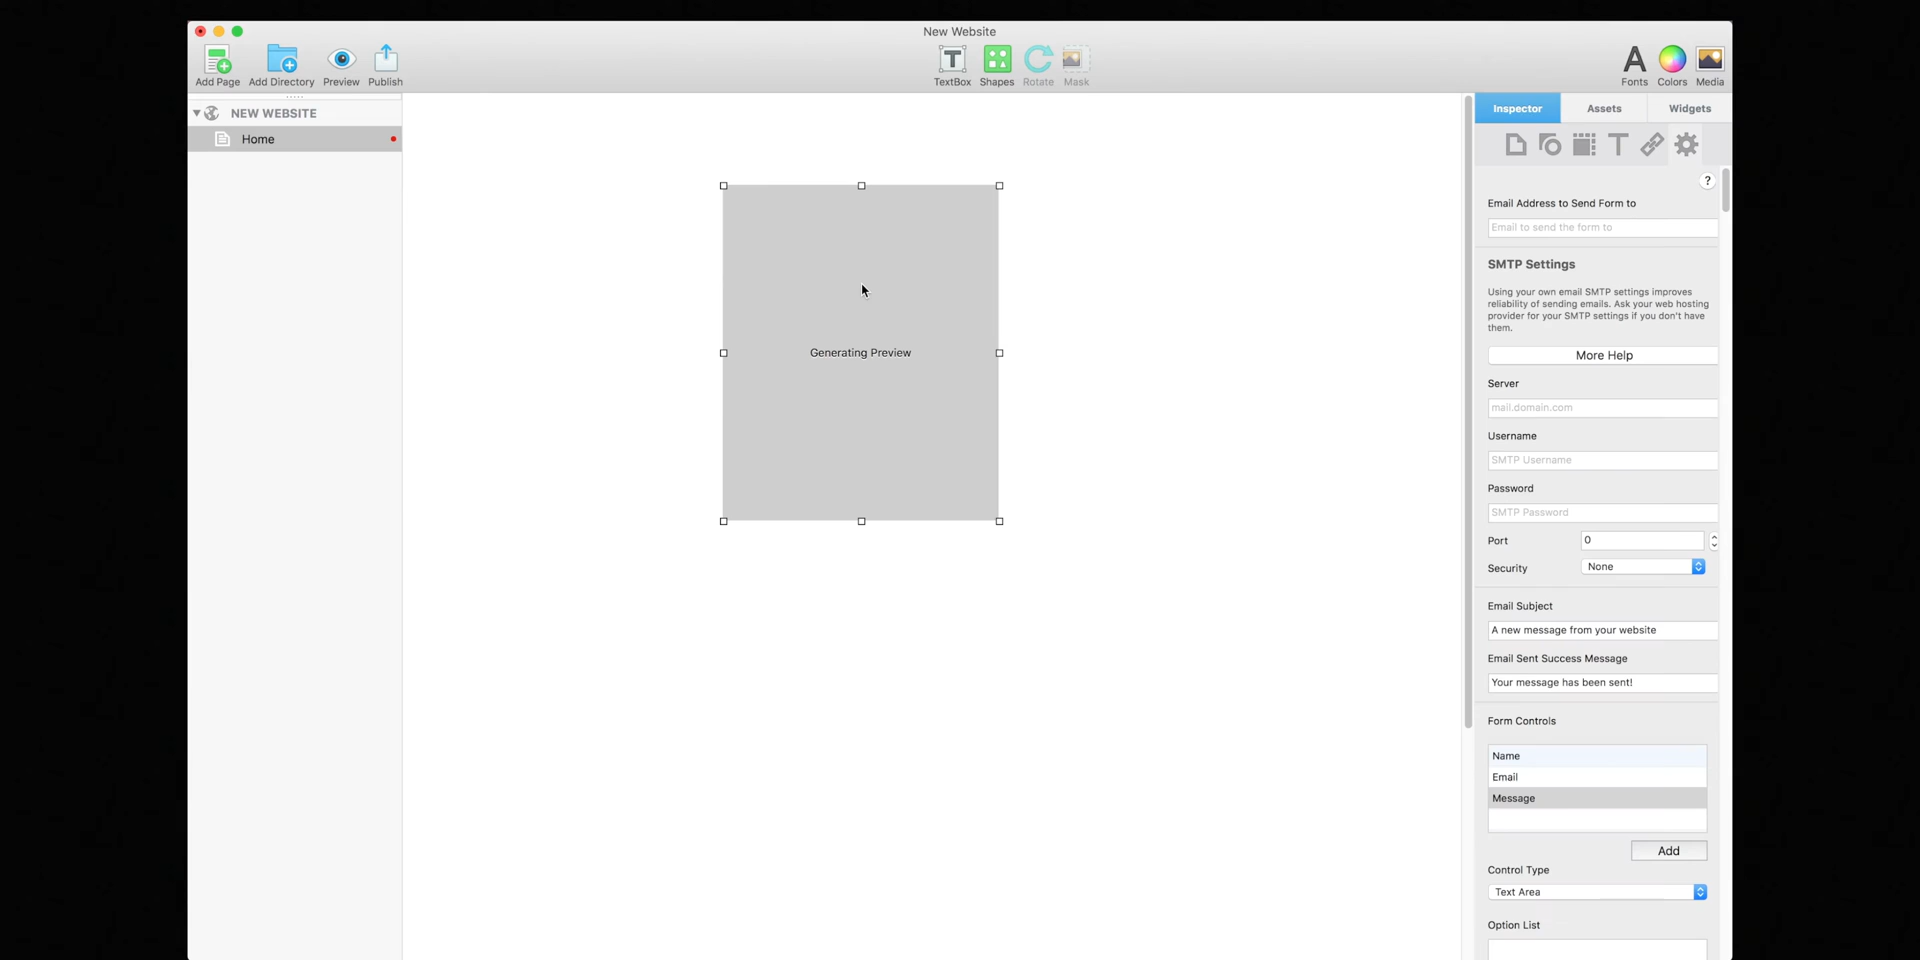 New Website
Add Page
Add Directory
Preview
Publish
TextBox
Shapes
Rotate
Mask
Fonts
Colors
Media
NEW WEBSITE
Home
Generating Preview
Inspector
Assets
Widgets
?
Email Address to Send Form to
Email to send the form to
SMTP Settings
Using your own email SMTP settings improves
reliability of sending emails. Ask your web hosting
provider for your SMTP settings if you don't have
them.
More Help
Server
mail.domain.com
Username
SMTP Username
Password
SMTP Password
Port
0
Security
None
Email Subject
A new message from your website
Email Sent Success Message
Your message has been sent!
Form Controls
Name
Email
Message
Add
Control Type
Text Area
Option List